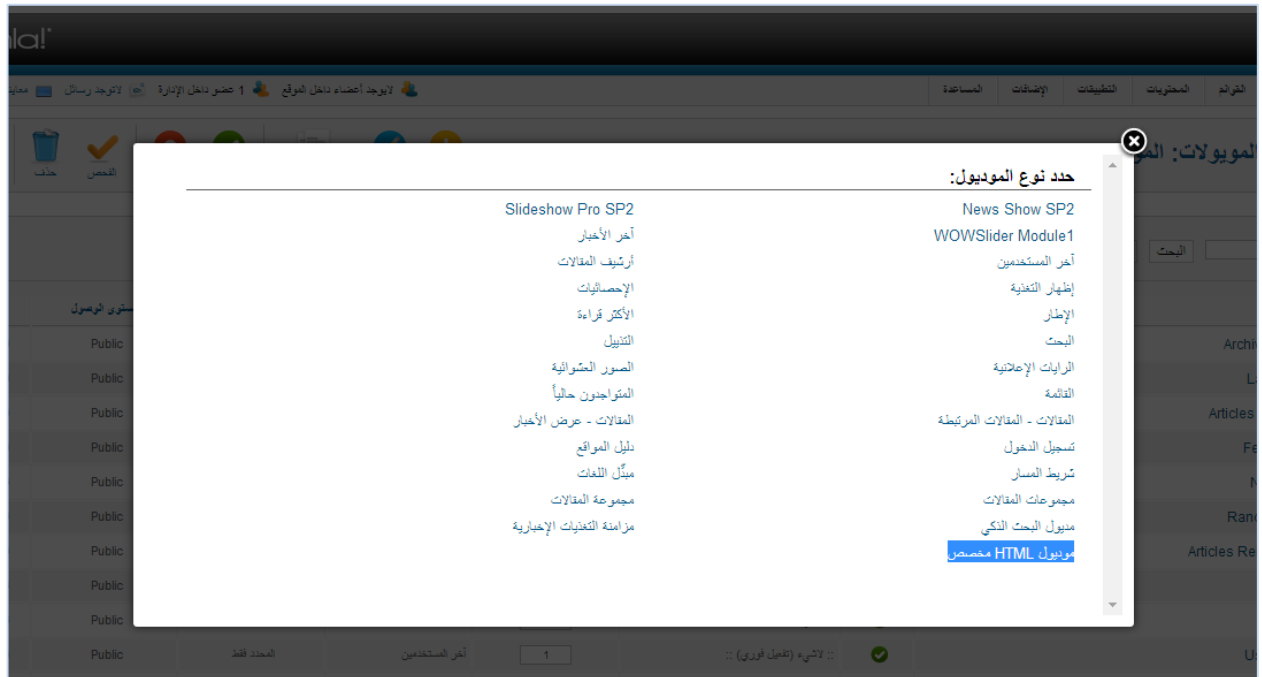 la!
القوائم المحتويات التطبيقات الإضافات المساعدة
لايوجد أعضاء داخل الموقع 1 عضو داخل الإدارة لاتوجد رسائل
الفحص حذف
حدد نوع الموديول:
News Show SP2 Slideshow Pro SP2
WOWSlider Module1 آخر الأخبار
آخر المستخدمين أرشيف المقالات
إظهار التغذية الإحصائيات
الإطار الأكثر قراءة
البحث التذييل
الرايات الإعلانية الصور العشوائية
القائمة المتواجدون حالياً
المقالات - المقالات المرتبطة المقالات - عرض الأخبار
تسجيل الدخول دليل المواقع
شريط المسار مبدِّل اللغات
مجموعات المقالات مجموعة المقالات
مديول البحث الذكي مزامنة التغذيات الإخبارية
موديول HTML مخصص
البحث
الوصول
Public
Public
Articles Public
Public
Public
Public
Public
Public
Public
:: لاشيء (تفعيل فوري) :: 1 آخر المستخدمين المحدد فقط Public